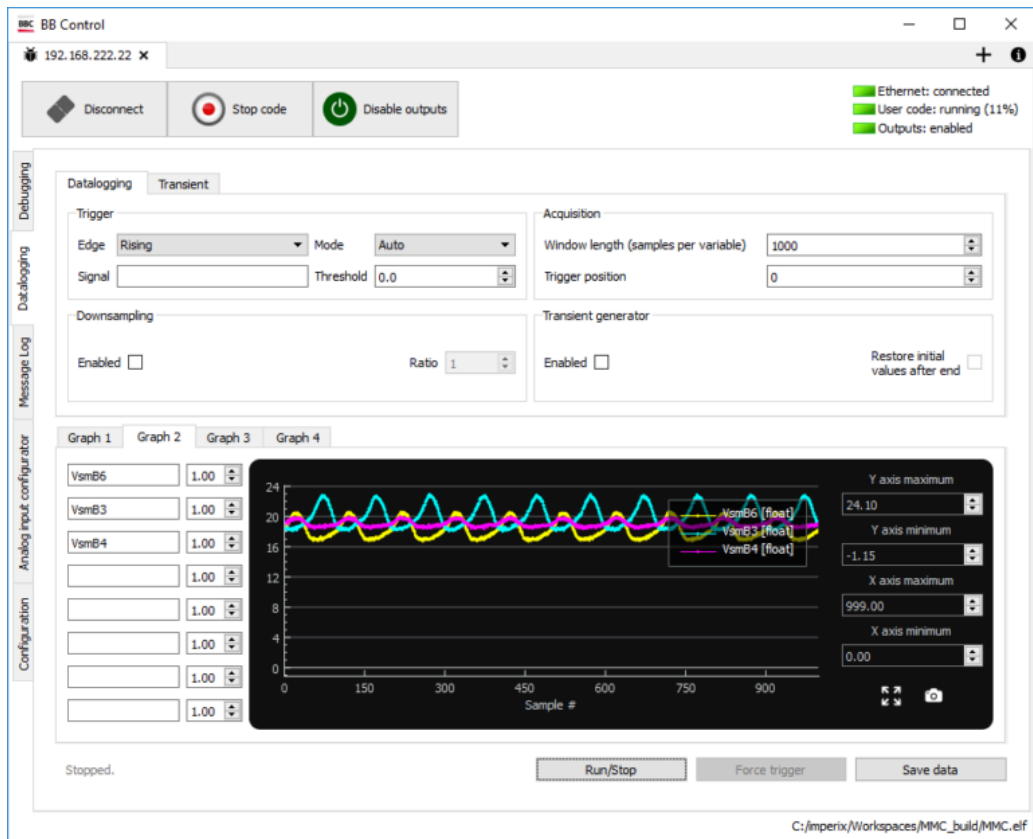 BBC BB Control
192.168.222.22
Disconnect
Stop code
Disable outputs
Ethernet: connected
User code: running (11%)
Outputs: enabled
Debugging
Datalogging
Message Log
Analog input configurator
Configuration
Datalogging Transient
Trigger
Edge Rising Mode Auto
Signal Threshold 0.0
Acquisition
Window length (samples per variable) 1000
Trigger position 0
Downsampling
Enabled Ratio 1
Transient generator
Enabled
Restore initial
values after end
Graph 1 Graph 2 Graph 3 Graph 4
VsmB6 1.00
VsmB3 1.00
VsmB4 1.00
1.00
1.00
1.00
1.00
1.00
24
20
16
12
8
4
0
0 150 300 450 600 750 900
Sample #
VsmB6 [float]
VsmB3 [float]
VsmB4 [float]
Y axis maximum
24.10
Y axis minimum
-1.15
X axis maximum
999.00
X axis minimum
0.00
Stopped.
Run/Stop
Force trigger
Save data
C:/imperix/Workspaces/MMC_build/MMC.elf